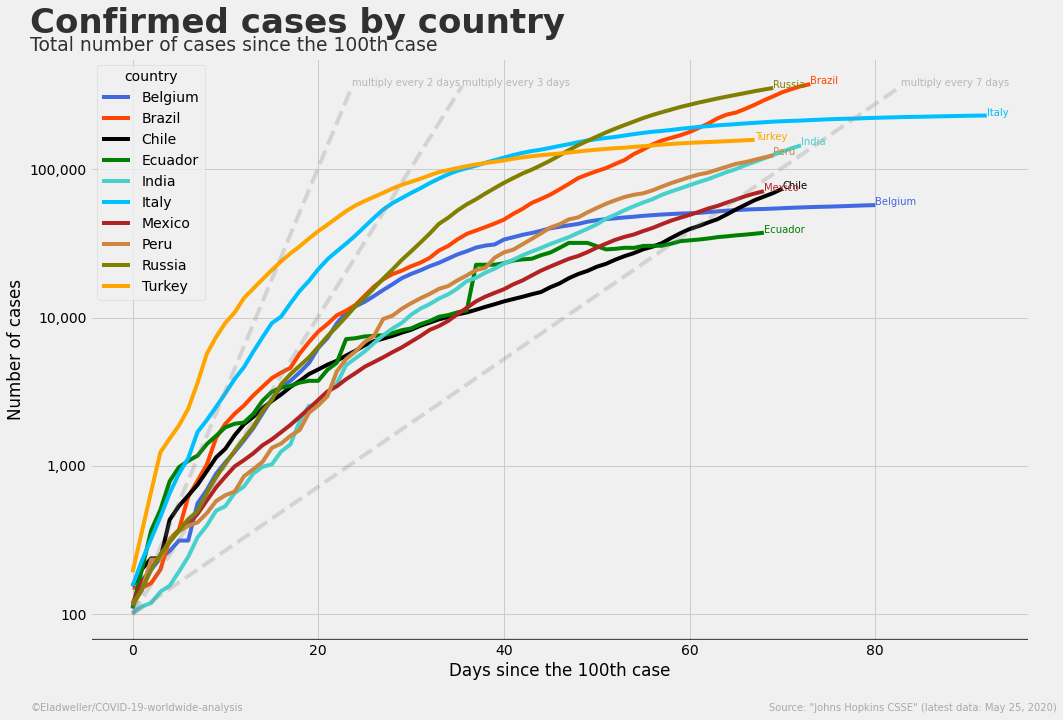 Confirmed cases by country
Total number of cases since the 100th case
country
Belgium
Brazil
Chile
Ecuador
India
Italy
Mexico
Peru
Russia
Turkey
multiply every 2 days
multiply every 3 days
multiply every 7 days
Russia
Brazil
Italy
Turkey
India
Peru
Mexico
Chile
Belgium
Ecuador
Number of cases
100,000
10,000
1,000
100
0
20
40
60
80
Days since the 100th case
©Eladweller/COVID-19-worldwide-analysis
Source: "Johns Hopkins CSSE" (latest data: May 25, 2020)